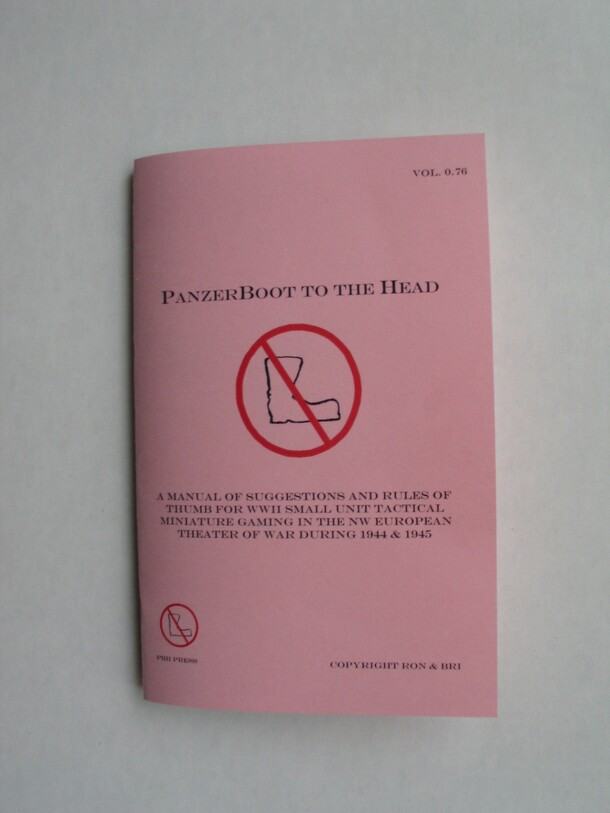 VOL. 0.76
PANZERBOOT TO THE HEAD
A MANUAL OF SUGGESTIONS AND RULES OF
THUMB FOR WWII SMALL UNIT TACTICAL
MINIATURE GAMING IN THE NW EUROPEAN
THEATER OF WAR DURING 1944 & 1945
PRESS
COPYRIGHT RON & BRI